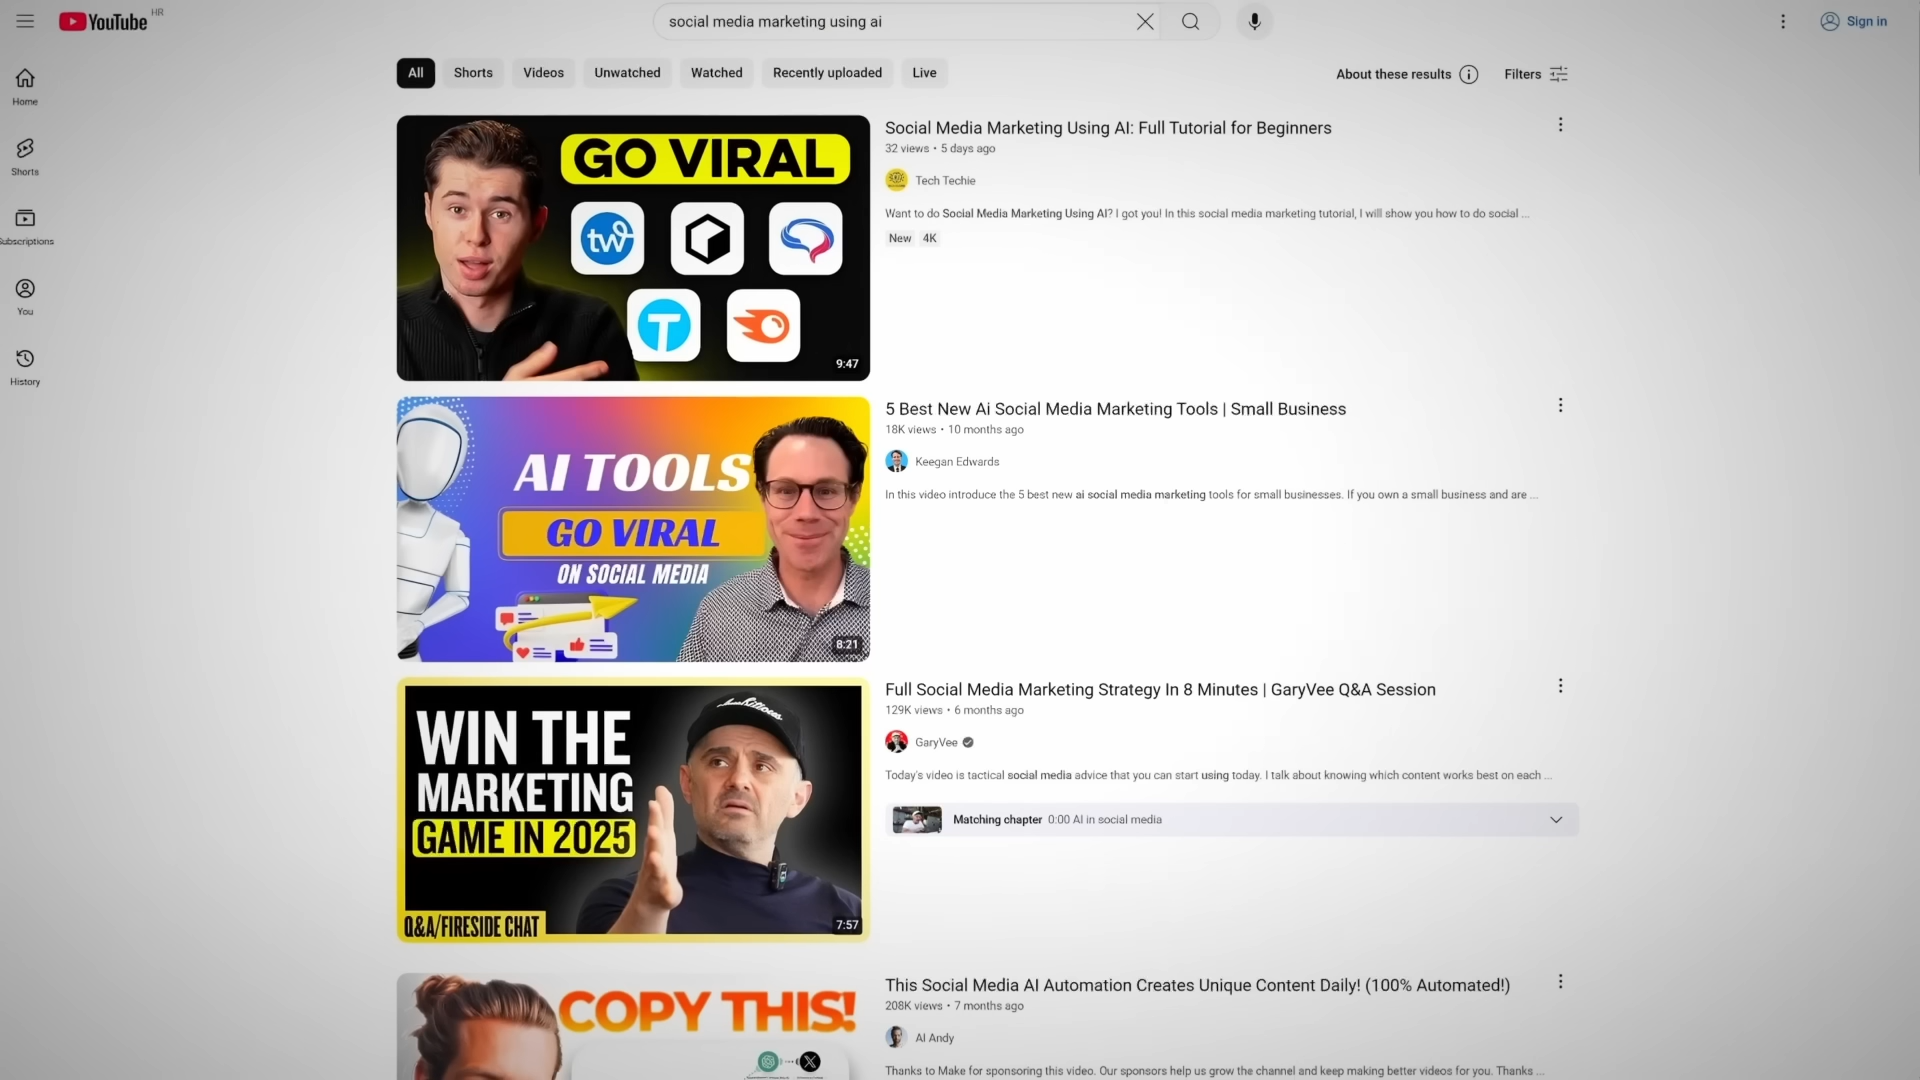 YouTube HR
social media marketing using ai
Sign in
Home
Shorts
Subscriptions
You
History
All
Shorts
Videos
Unwatched
Watched
Recently uploaded
Live
About these results
Filters
GO VIRAL
tw
T
9:47
Social Media Marketing Using AI: Full Tutorial for Beginners
32 views • 5 days ago
Tech Techie
Want to do Social Media Marketing Using AI? I got you! In this social media marketing tutorial, I will show you how to do social ...
New
4K
AI TOOLS
GO VIRAL
ON SOCIAL MEDIA
8:21
5 Best New Ai Social Media Marketing Tools | Small Business
18K views • 10 months ago
Keegan Edwards
In this video introduce the 5 best new ai social media marketing tools for small businesses. If you own a small business and are ...
WIN THE
MARKETING
GAME IN 2025
Q&A/FIRESIDE CHAT
7:57
Full Social Media Marketing Strategy In 8 Minutes | GaryVee Q&A Session
129K views • 6 months ago
GaryVee
Today's video is tactical social media advice that you can start using today. I talk about knowing which content works best on each ...
Matching chapter 0:00 AI in social media
COPY THIS!
This Social Media AI Automation Creates Unique Content Daily! (100% Automated!)
208K views • 7 months ago
AI Andy
Thanks to Make for sponsoring this video. Our sponsors help us grow the channel and keep making better videos for you. Thanks ...